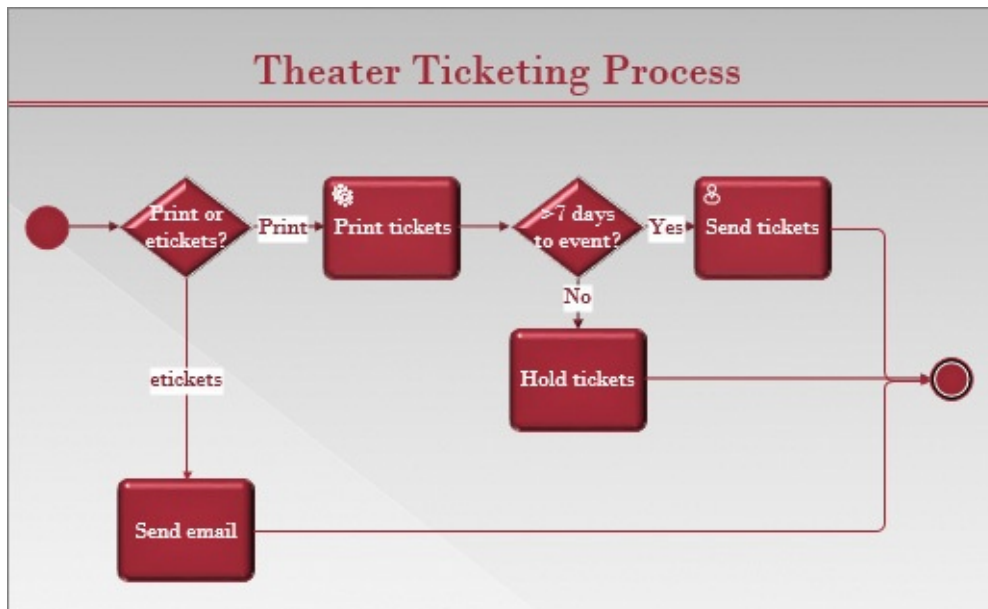 Theater Ticketing Process
Print or
etickets?
Print
Print tickets
>7 days
to event?
Yes
Send tickets
No
Hold tickets
etickets
Send email